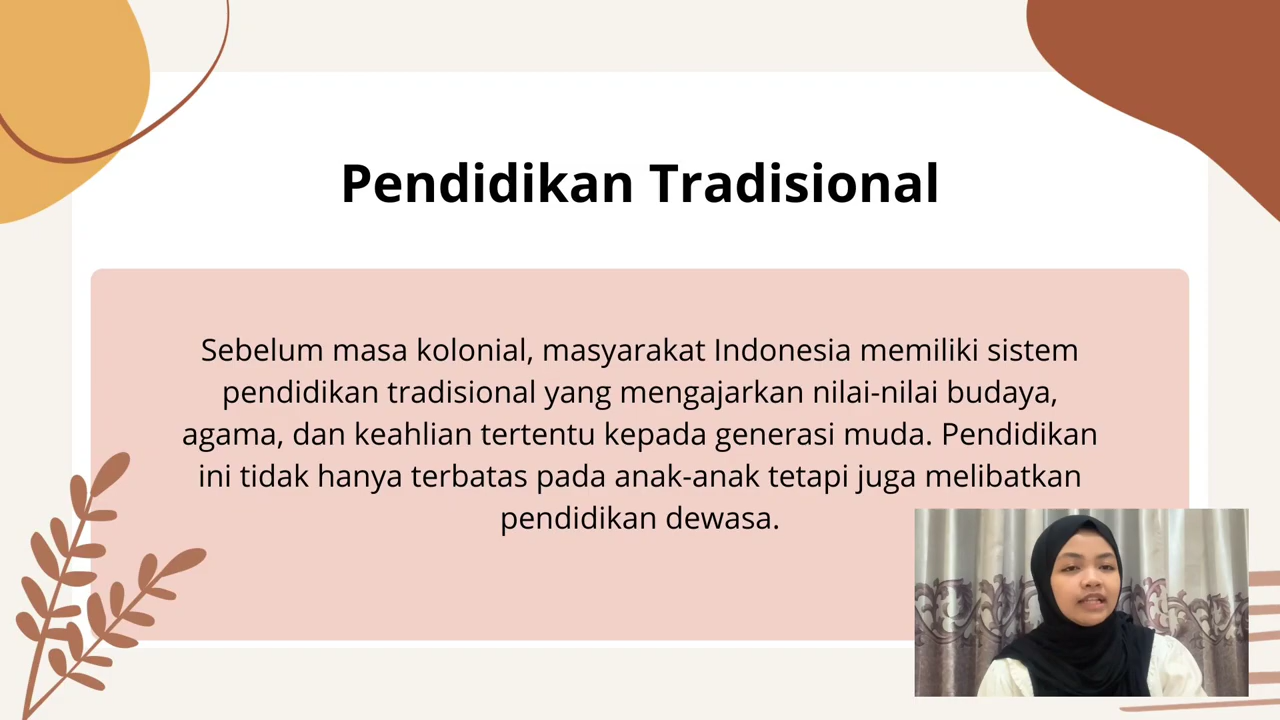 Pendidikan Tradisional
Sebelum masa kolonial, masyarakat Indonesia memiliki sistem
pendidikan tradisional yang mengajarkan nilai-nilai budaya,
agama, dan keahlian tertentu kepada generasi muda. Pendidikan
ini tidak hanya terbatas pada anak-anak tetapi juga melibatkan
pendidikan dewasa.